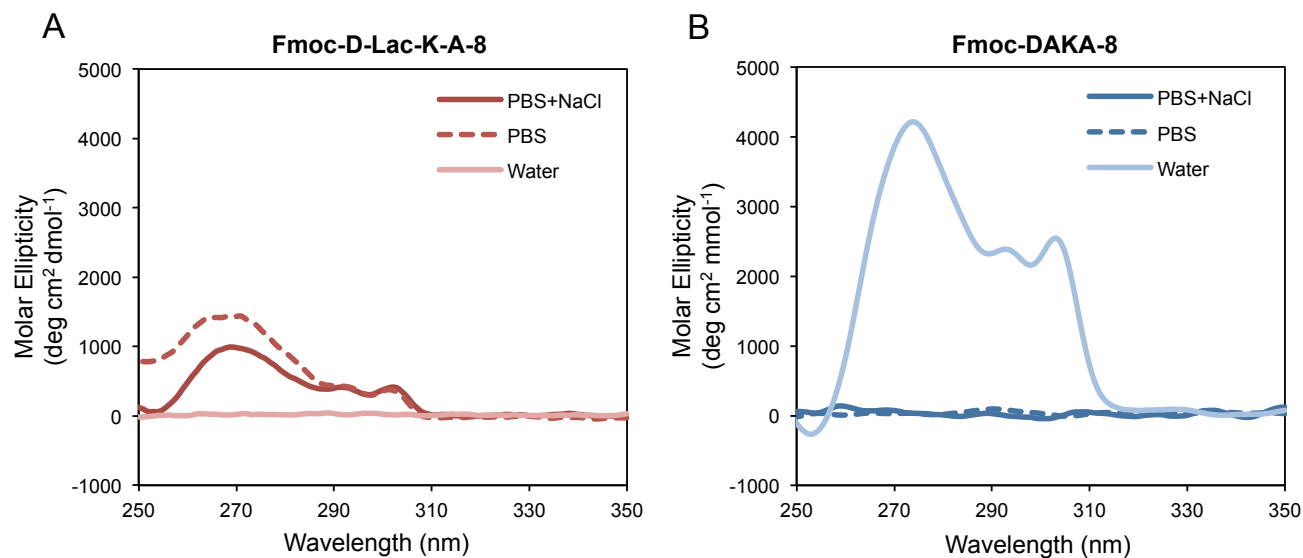 A
Fmoc-D-Lac-K-A-8
5000
4000
3000
2000
1000
0
-1000
Molar Ellipticity
(deg cm² dmol⁻¹)
PBS+NaCl
PBS
Water
250 270 290 310 330 350
Wavelength (nm)
B
Fmoc-DAKA-8
5000
4000
3000
2000
1000
0
-1000
Molar Ellipticity
(deg cm² mmol⁻¹)
PBS+NaCl
PBS
Water
250 270 290 310 330 350
Wavelength (nm)